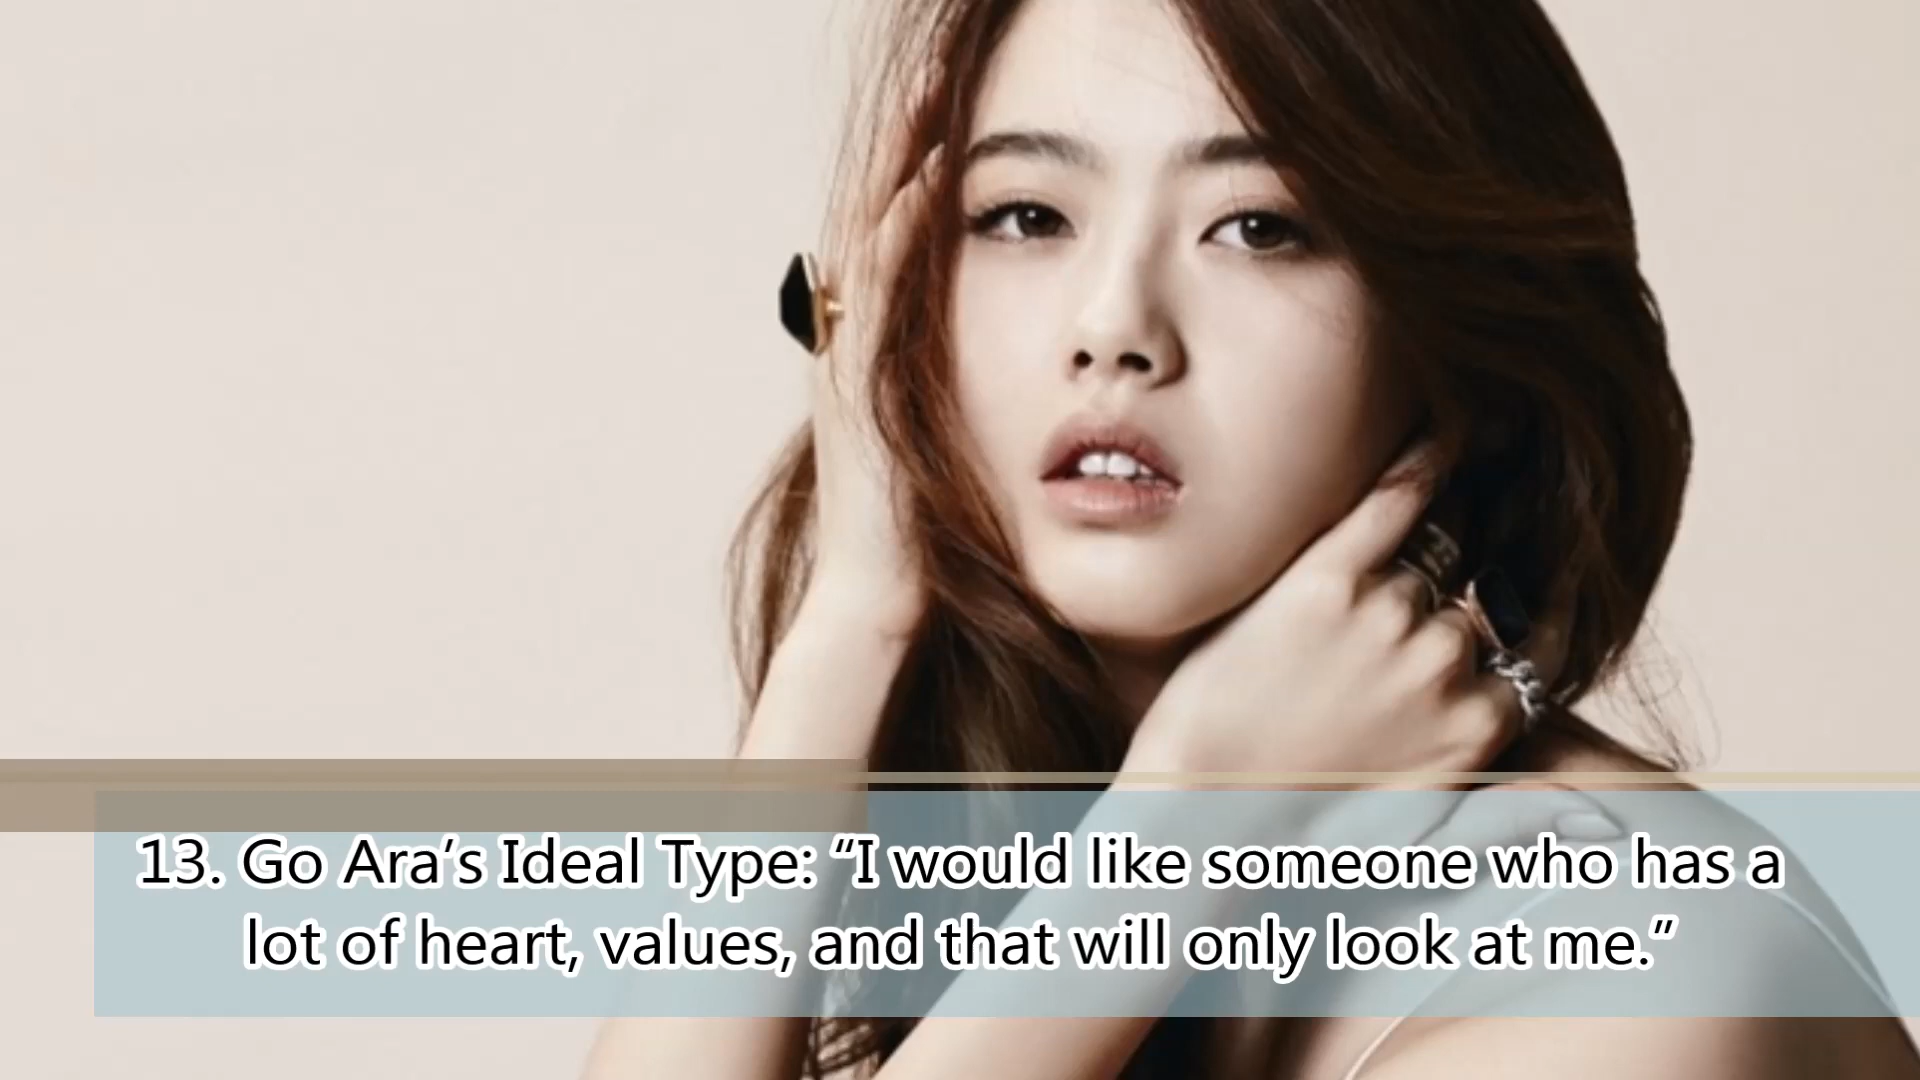 13. Go Ara’s Ideal Type: “I would like someone who has a
lot of heart, values, and that will only look at me.”